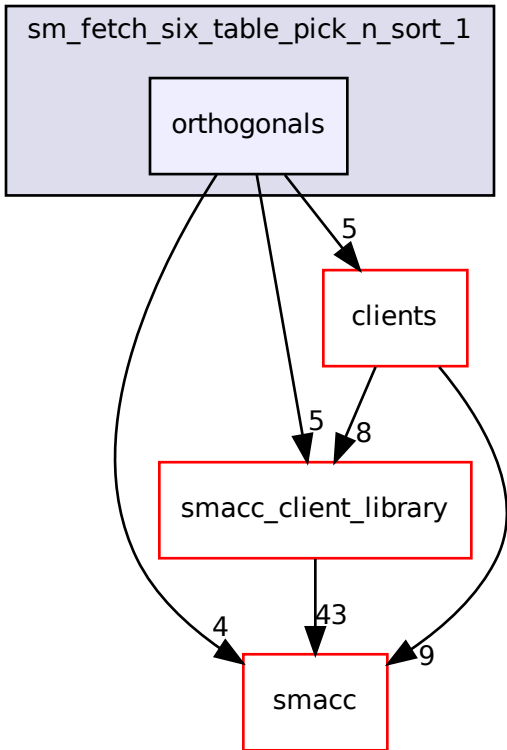 sm_fetch_six_table_pick_n_sort_1
orthogonals
5
clients
5
8
smacc_client_library
43
4
9
smacc